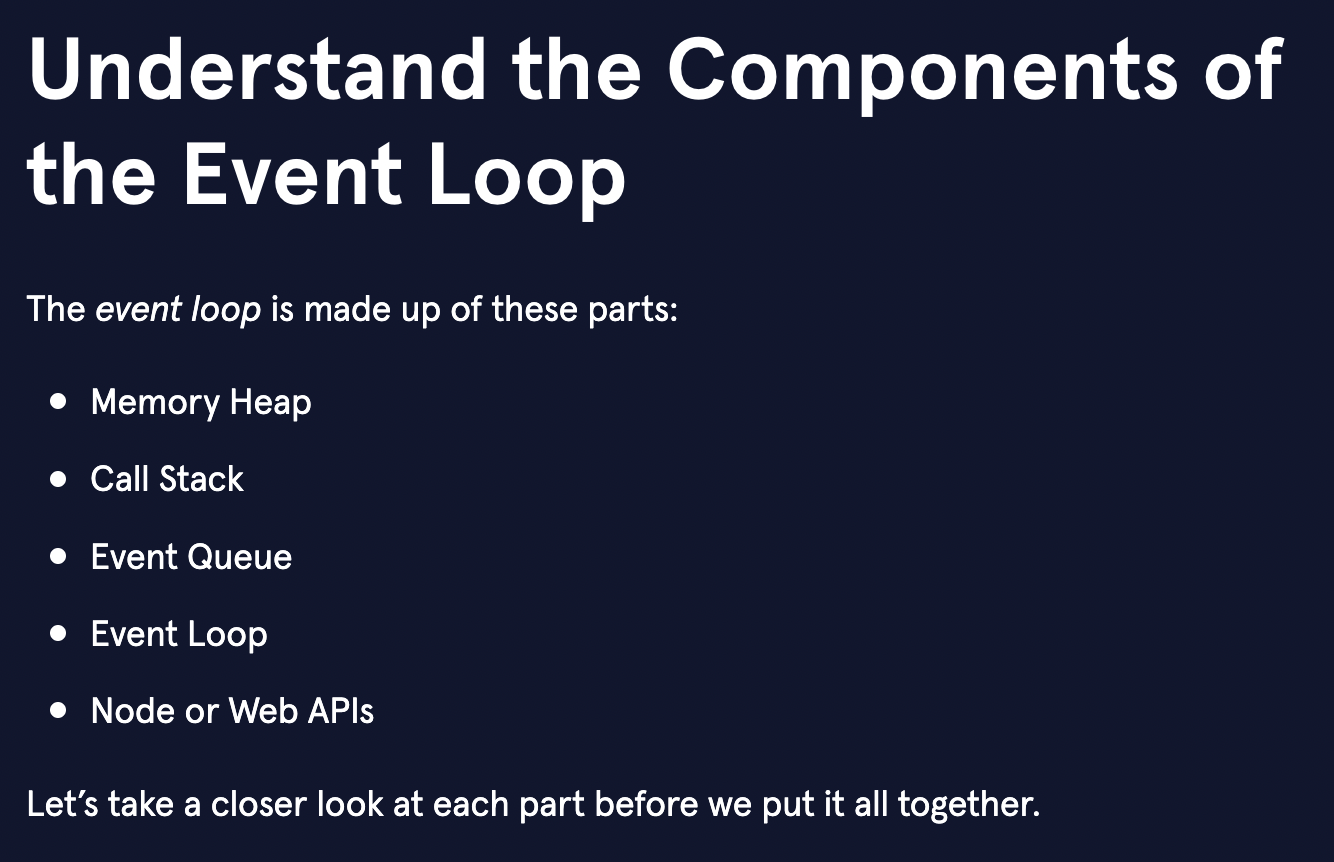 Understand the Components of
the Event Loop
The event loop is made up of these parts:
• Memory Heap
• Call Stack
• Event Queue
• Event Loop
• Node or Web APIs
Let’s take a closer look at each part before we put it all together.